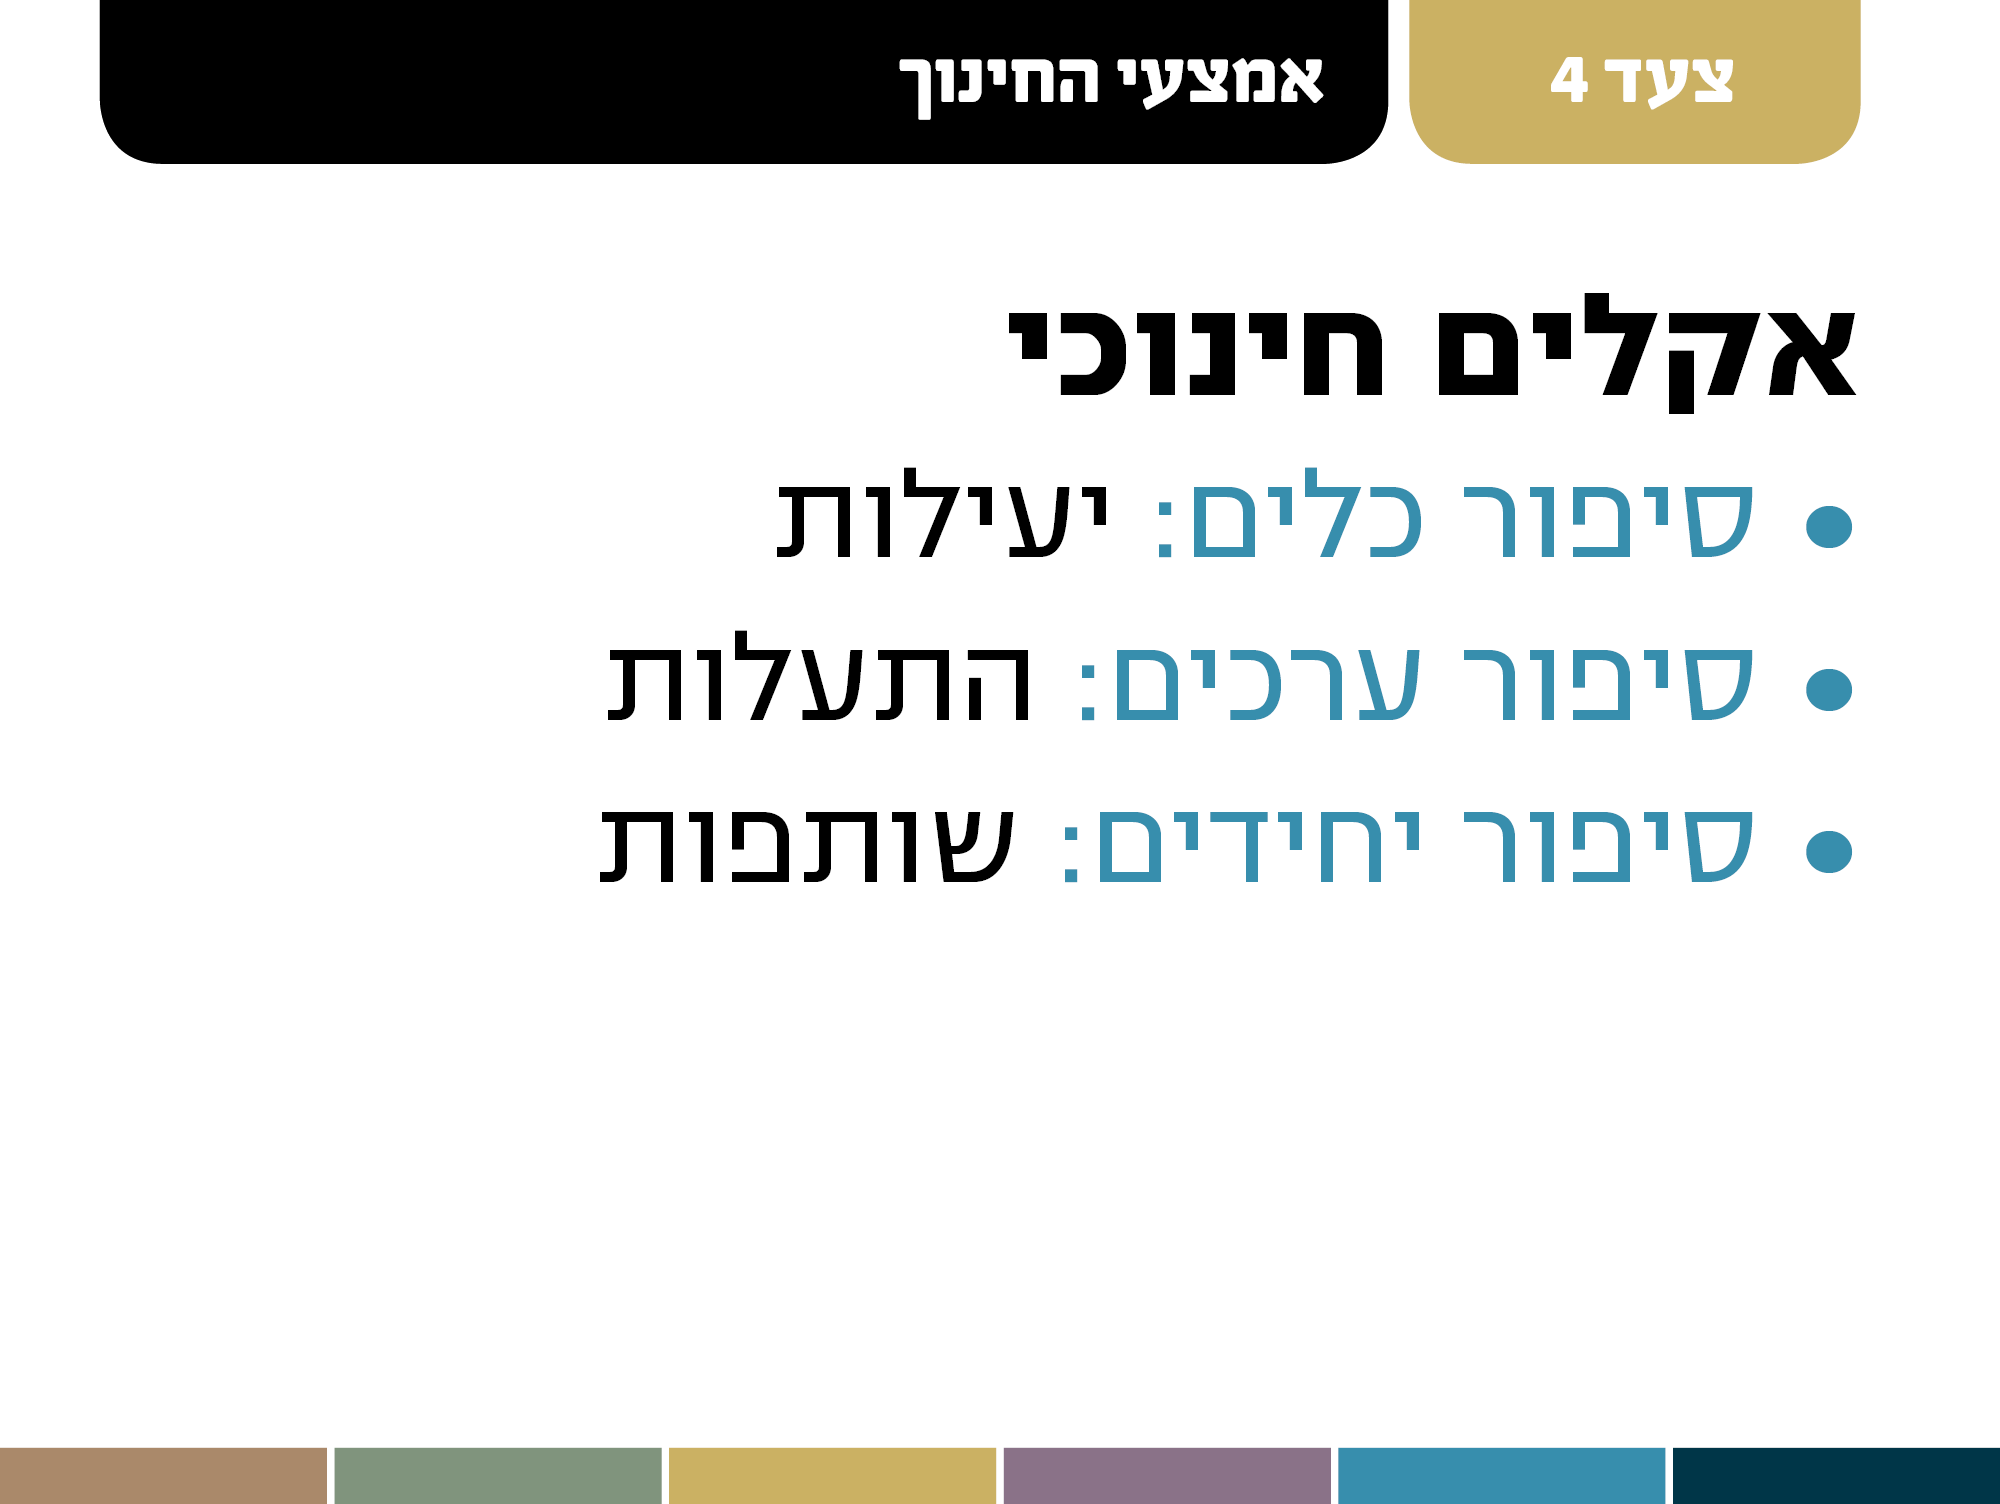 צעד 4
אמצעי החינוך
אקלים חינוכי
• סיפור כלים: יעילות
• סיפור ערכים: התעלות
• סיפור יחידים: שותפות